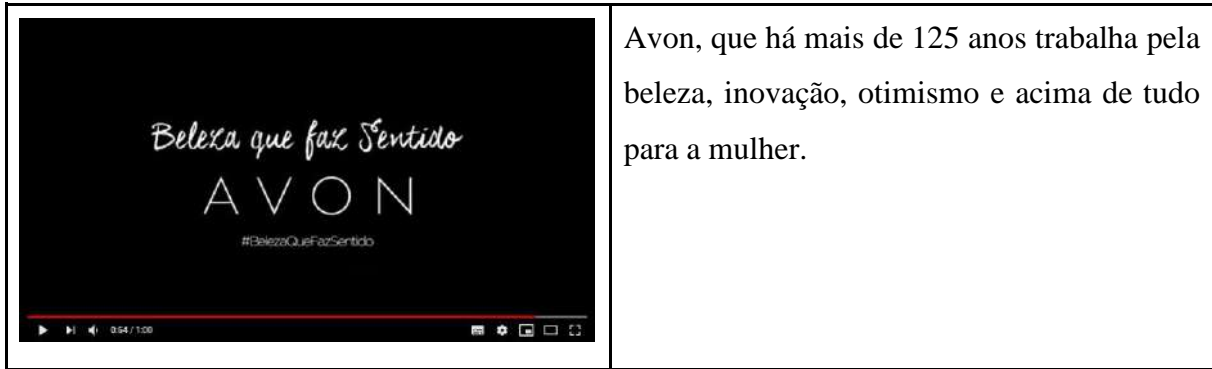 Beleza que faz Sentido
AVON
#BelezaQueFazSentido
0:54 / 1:00
Avon, que há mais de 125 anos trabalha pela
beleza, inovação, otimismo e acima de tudo
para a mulher.